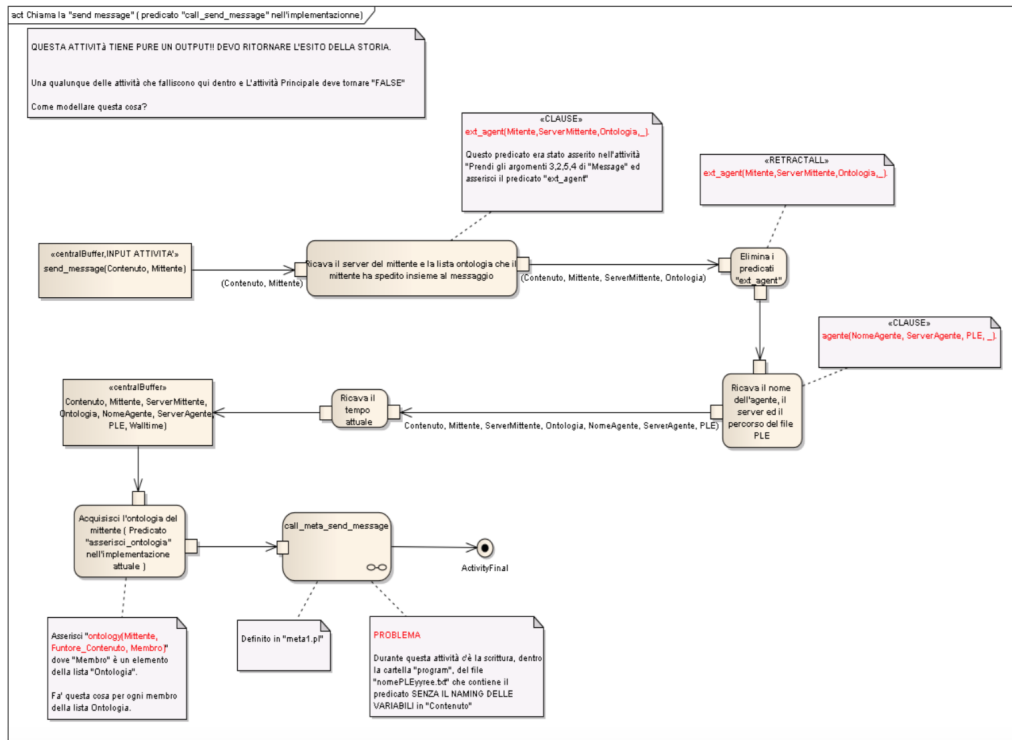 act Chiama la "send message" ( predicato "call_send_message" nell'implementazionne)
QUESTA ATTIVITà TIENE PURE UN OUTPUT!! DEVO RITORNARE L'ESITO DELLA STORIA.
Una qualunque delle attività che falliscono qui dentro e L'attività Principale deve tornare "FALSE"
Come modellare questa cosa?
«CLAUSE»
ext_agent(Mitente,ServerMittente,Ontologia,_).
Questo predicato era stato asserito nell'attività
"Prendi gli argomenti 3,2,5,4 di "Message" ed
asserisci il predicato "ext_agent"
«RETRACTALL»
ext_agent(Mitente,ServerMittente,Ontologia,_).
«centralBuffer,INPUT ATTIVITA'»
send_message(Contenuto, Mittente)
(Contenuto, Mittente)
Ricava il server del mittente e la lista ontologia che il
mittente ha spedito insieme al messaggio
(Contenuto, Mittente, ServerMittente, Ontologia)
Elimina i
predicati
"ext_agent"
«CLAUSE»
agente(NomeAgente, ServerAgente, PLE, _).
Ricava il nome
dell'agente, il
server ed il
percorso del file
PLE
Contenuto, Mittente, ServerMittente, Ontologia, NomeAgente, ServerAgente, PLE)
Ricava il
tempo
attuale
«centralBuffer»
Contenuto, Mittente, ServerMittente,
Ontologia, NomeAgente, ServerAgente,
PLE, Walltime)
Acquisisci l'ontologia del
mittente ( Predicato
"asserisci_ontologia"
nell'implementazione
attuale )
call_meta_send_message
ActivityFinal
Asserisci "ontology(Mittente,
Funtore_Contenuto, Membro)"
dove "Membro" è un elemento
della lista "Ontologia".
Fa' questa cosa per ogni membro
della lista Ontologia.
Definito in "meta1.pl"
PROBLEMA
Durante questa attività c'è la scrittura, dentro
la cartella "program", del file
"nomePLEyyree.txt" che contiene il
predicato SENZA IL NAMING DELLE
VARIABILI in "Contenuto"